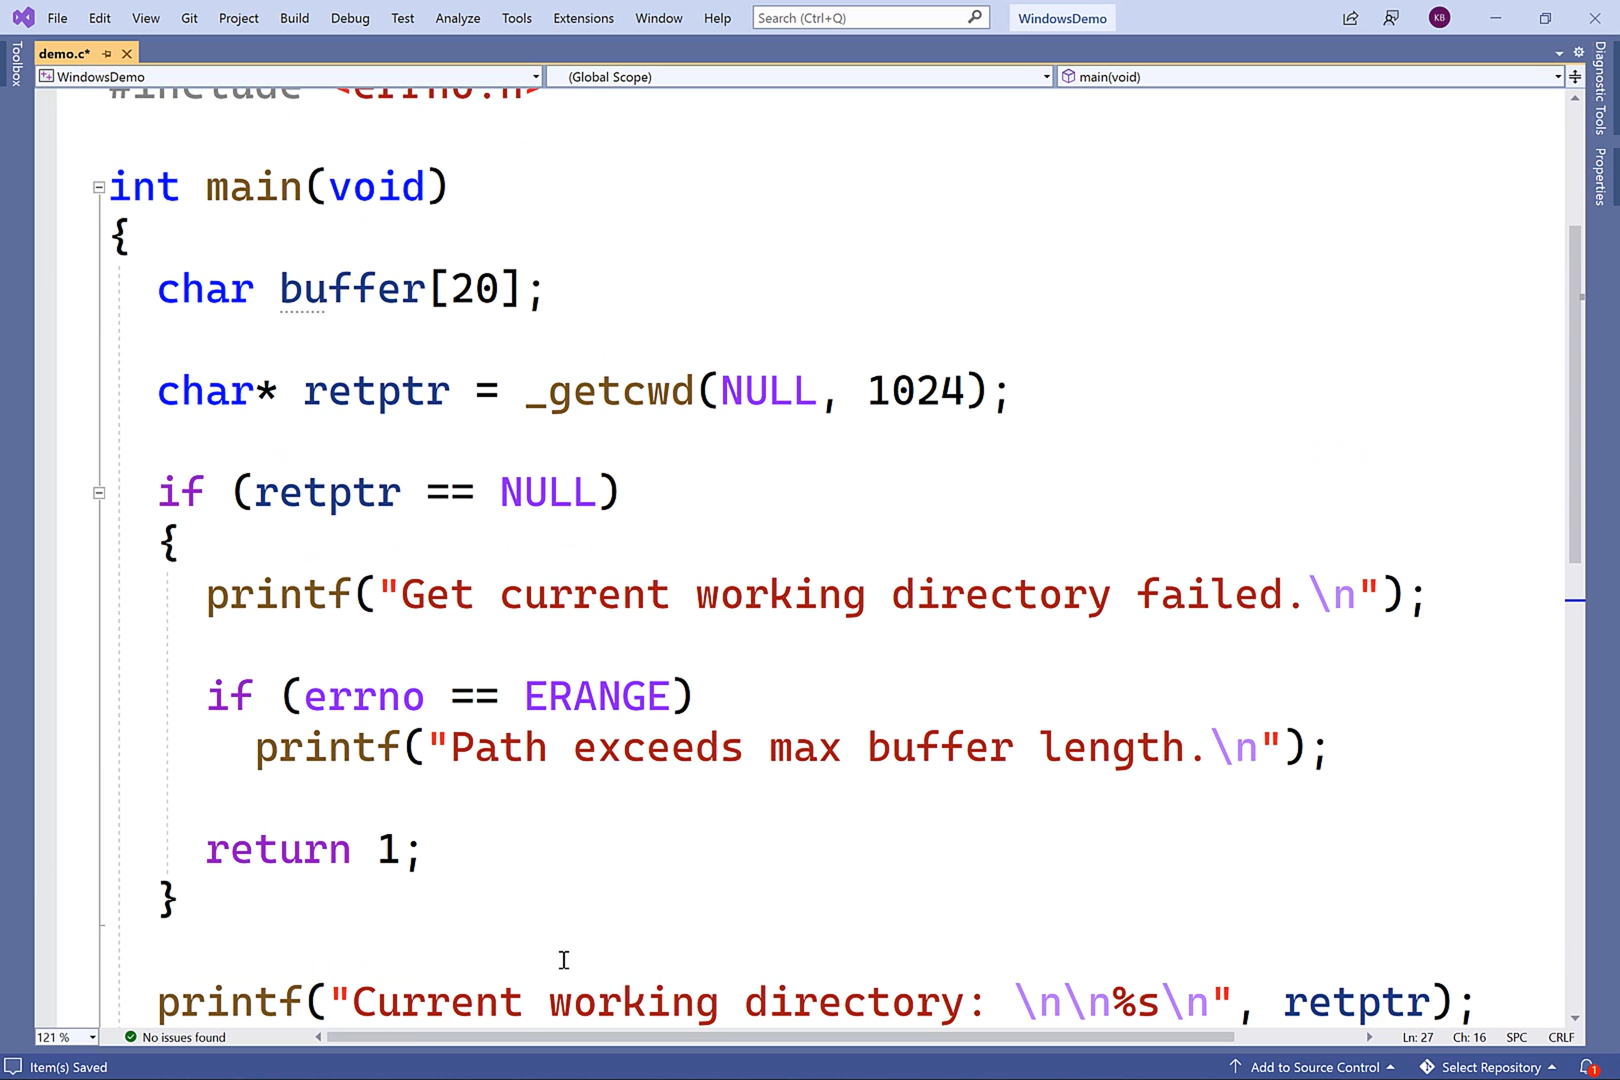 File Edit View Git Project Build Debug Test Analyze Tools Extensions Window Help Search (Ctrl+Q) WindowsDemo KB
Toolbox
demo.c*
WindowsDemo (Global Scope) main(void)
Diagnostic Tools
Properties
#include <errno.h>
int main(void)
{
char buffer[20];
char* retptr = _getcwd(NULL, 1024);
if (retptr == NULL)
{
printf("Get current working directory failed.\n");
if (errno == ERANGE)
printf("Path exceeds max buffer length.\n");
return 1;
}
printf("Current working directory: \n\n%s\n", retptr);
121 % No issues found Ln: 27 Ch: 16 SPC CRLF
Item(s) Saved Add to Source Control Select Repository 1